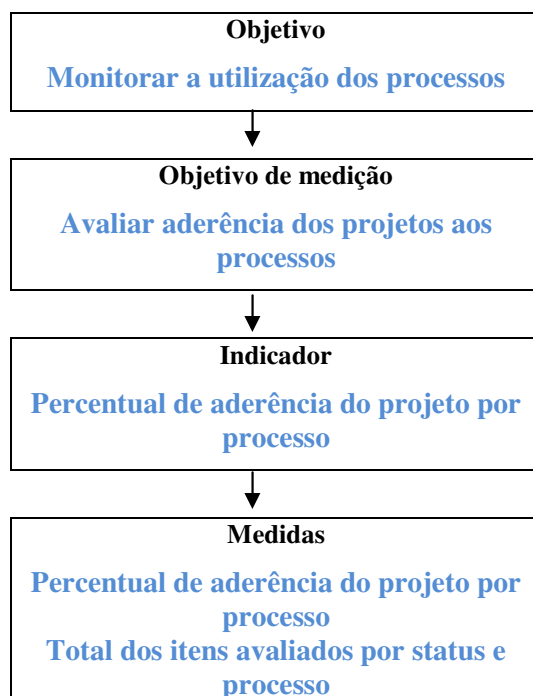 Objetivo
Monitorar a utilização dos processos
Objetivo de medição
Avaliar aderência dos projetos aos
processos
Indicador
Percentual de aderência do projeto por
processo
Medidas
Percentual de aderência do projeto por
processo
Total dos itens avaliados por status e
processo